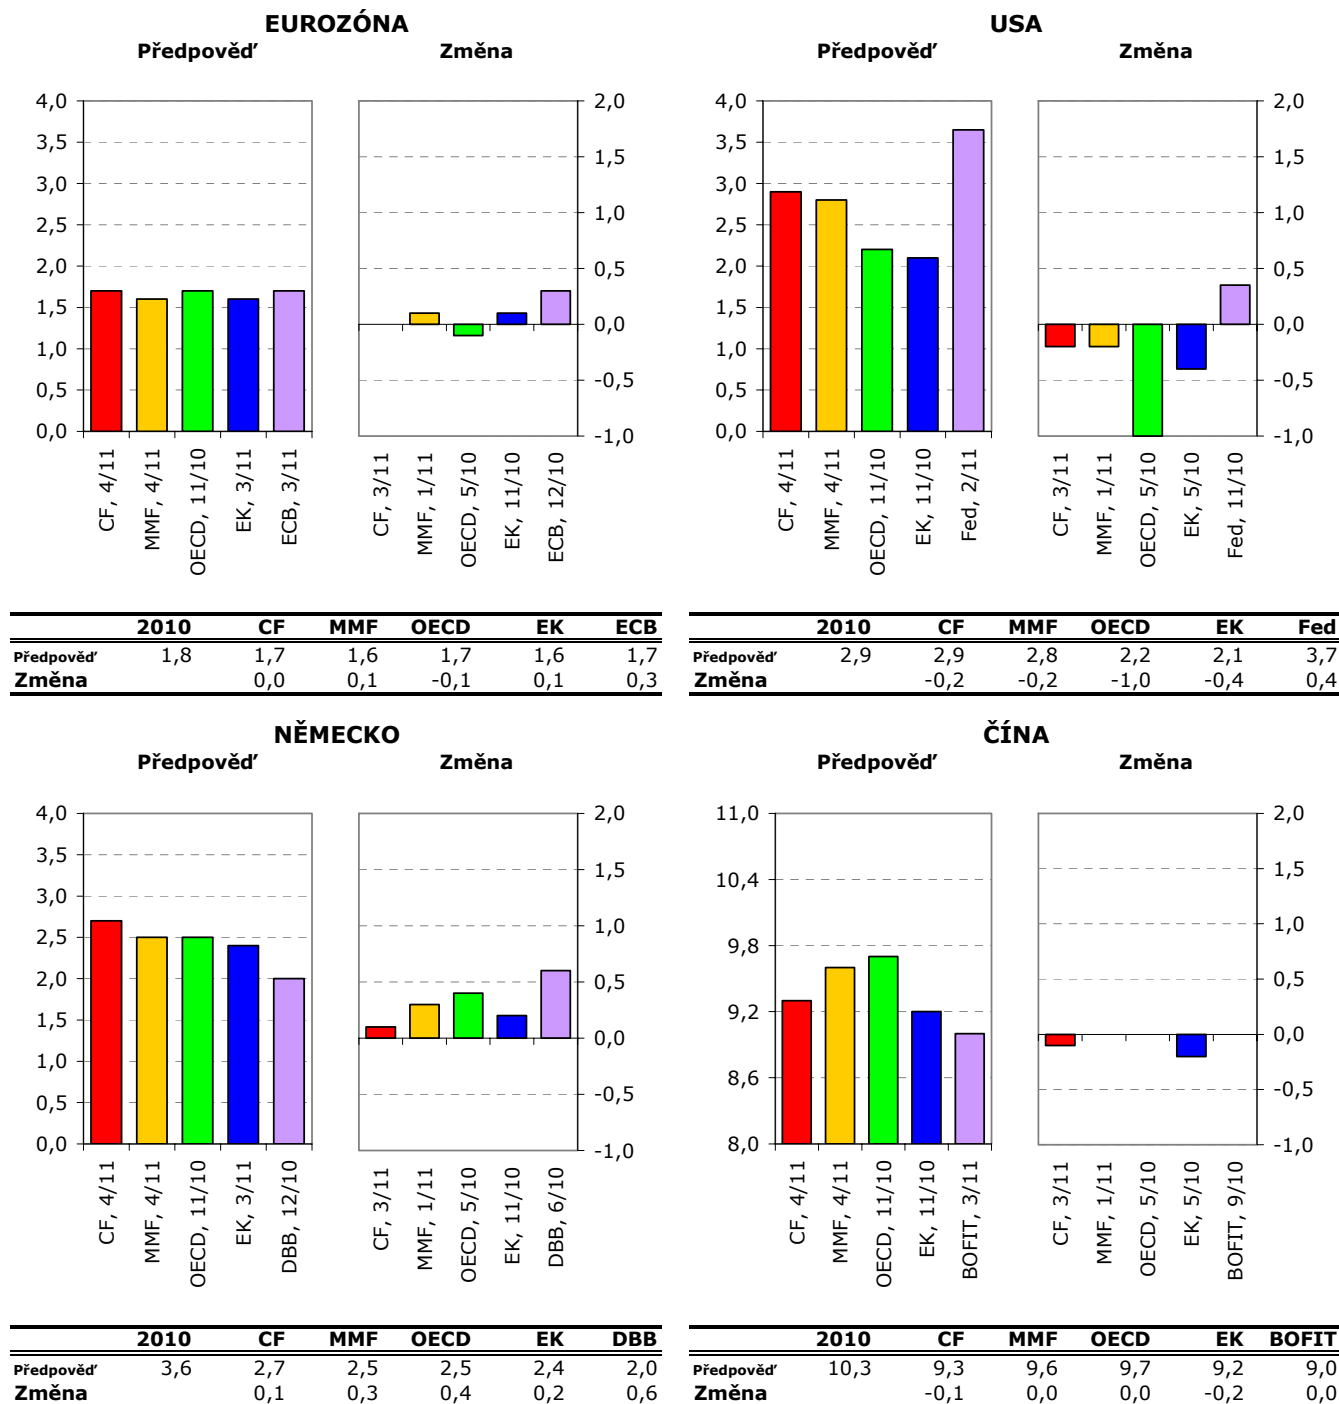 EUROZÓNA
Předpověď Změna
4,0
3,5
3,0
2,5
2,0
1,5
1,0
0,5
0,0
2,0
1,5
1,0
0,5
0,0
-0,5
-1,0
CF, 4/11
MMF, 4/11
OECD, 11/10
EK, 3/11
ECB, 3/11
CF, 3/11
MMF, 1/11
OECD, 5/10
EK, 11/10
ECB, 12/10
2010 CF MMF OECD EK ECB
Předpověď 1,8 1,7 1,6 1,7 1,6 1,7
Změna 0,0 0,1 -0,1 0,1 0,3
USA
Předpověď Změna
4,0
3,5
3,0
2,5
2,0
1,5
1,0
0,5
0,0
2,0
1,5
1,0
0,5
0,0
-0,5
-1,0
CF, 4/11
MMF, 4/11
OECD, 11/10
EK, 11/10
Fed, 2/11
CF, 3/11
MMF, 1/11
OECD, 5/10
EK, 5/10
Fed, 11/10
2010 CF MMF OECD EK Fed
Předpověď 2,9 2,9 2,8 2,2 2,1 3,7
Změna -0,2 -0,2 -1,0 -0,4 0,4
NĚMECKO
Předpověď Změna
4,0
3,5
3,0
2,5
2,0
1,5
1,0
0,5
0,0
2,0
1,5
1,0
0,5
0,0
-0,5
-1,0
CF, 4/11
MMF, 4/11
OECD, 11/10
EK, 3/11
DBB, 12/10
CF, 3/11
MMF, 1/11
OECD, 5/10
EK, 11/10
DBB, 6/10
2010 CF MMF OECD EK DBB
Předpověď 3,6 2,7 2,5 2,5 2,4 2,0
Změna 0,1 0,3 0,4 0,2 0,6
ČÍNA
Předpověď Změna
11,0
10,4
9,8
9,2
8,6
8,0
2,0
1,5
1,0
0,5
0,0
-0,5
-1,0
CF, 4/11
MMF, 4/11
OECD, 11/10
EK, 11/10
BOFIT, 3/11
CF, 3/11
MMF, 1/11
OECD, 5/10
EK, 5/10
BOFIT, 9/10
2010 CF MMF OECD EK BOFIT
Předpověď 10,3 9,3 9,6 9,7 9,2 9,0
Změna -0,1 0,0 0,0 -0,2 0,0